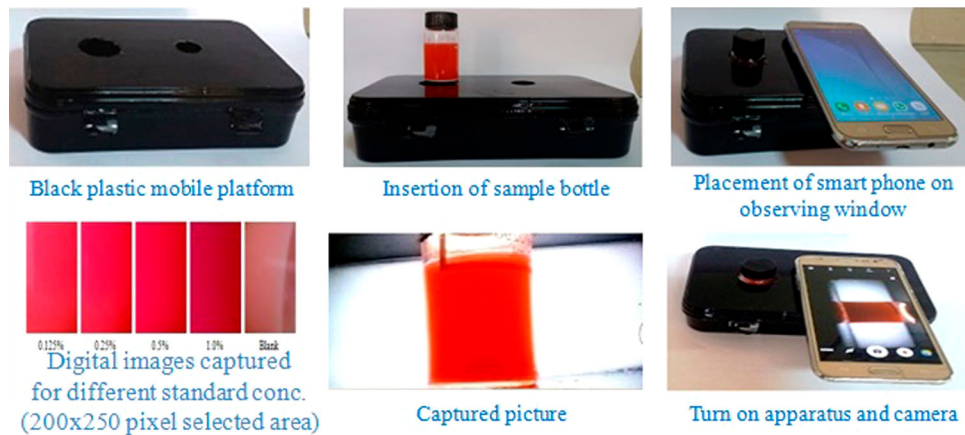 Black plastic mobile platform
Insertion of sample bottle
Placement of smart phone on
observing window
0.125%
0.25%
0.5%
1.0%
Blank
Digital images captured
for different standard conc.
(200x250 pixel selected area)
Captured picture
Turn on apparatus and camera